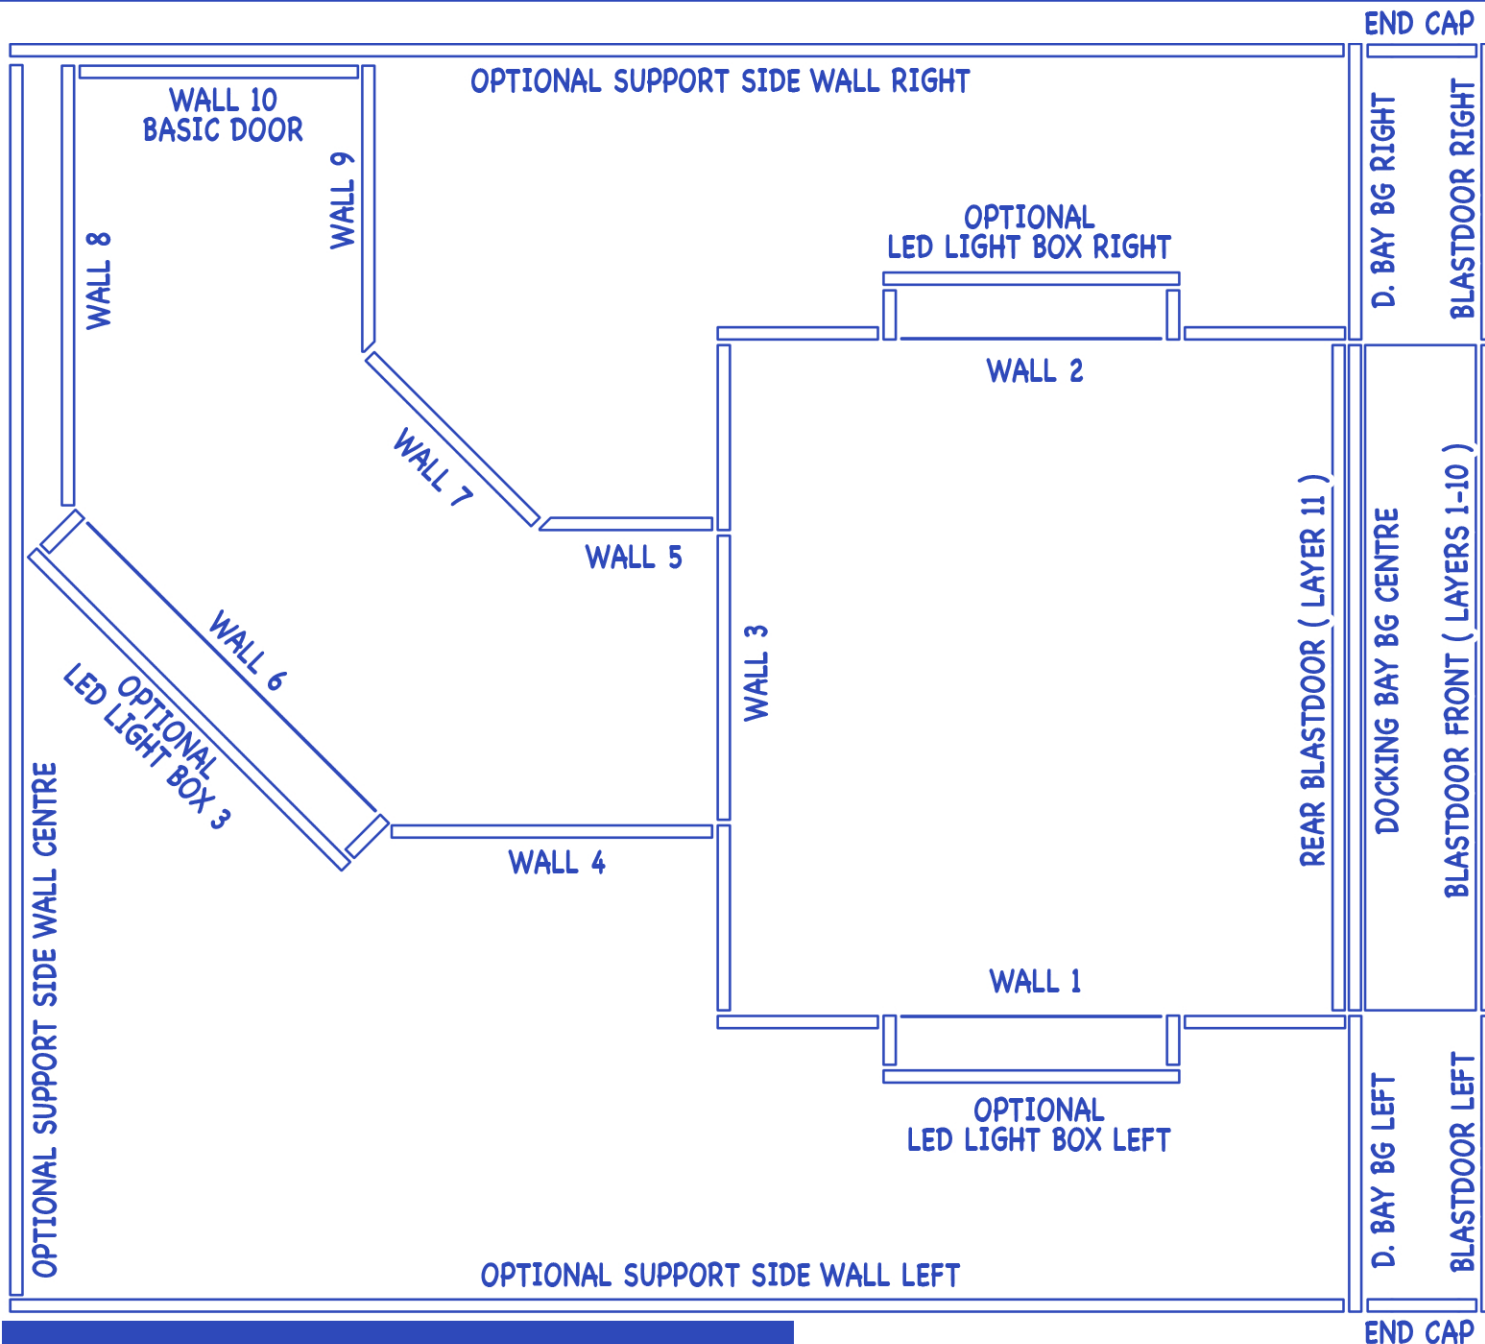 END CAP
OPTIONAL SUPPORT SIDE WALL RIGHT
WALL 10
BASIC DOOR
WALL 9
WALL 8
D. BAY BG RIGHT
BLASTDOOR RIGHT
OPTIONAL
LED LIGHT BOX RIGHT
WALL 2
WALL 7
WALL 5
WALL 6
OPTIONAL
LED LIGHT BOX 3
WALL 3
REAR BLASTDOOR ( LAYER 11 )
DOCKING BAY BG CENTRE
BLASTDOOR FRONT ( LAYERS 1-10 )
WALL 4
OPTIONAL SUPPORT SIDE WALL CENTRE
WALL 1
OPTIONAL
LED LIGHT BOX LEFT
D. BAY BG LEFT
BLASTDOOR LEFT
OPTIONAL SUPPORT SIDE WALL LEFT
END CAP